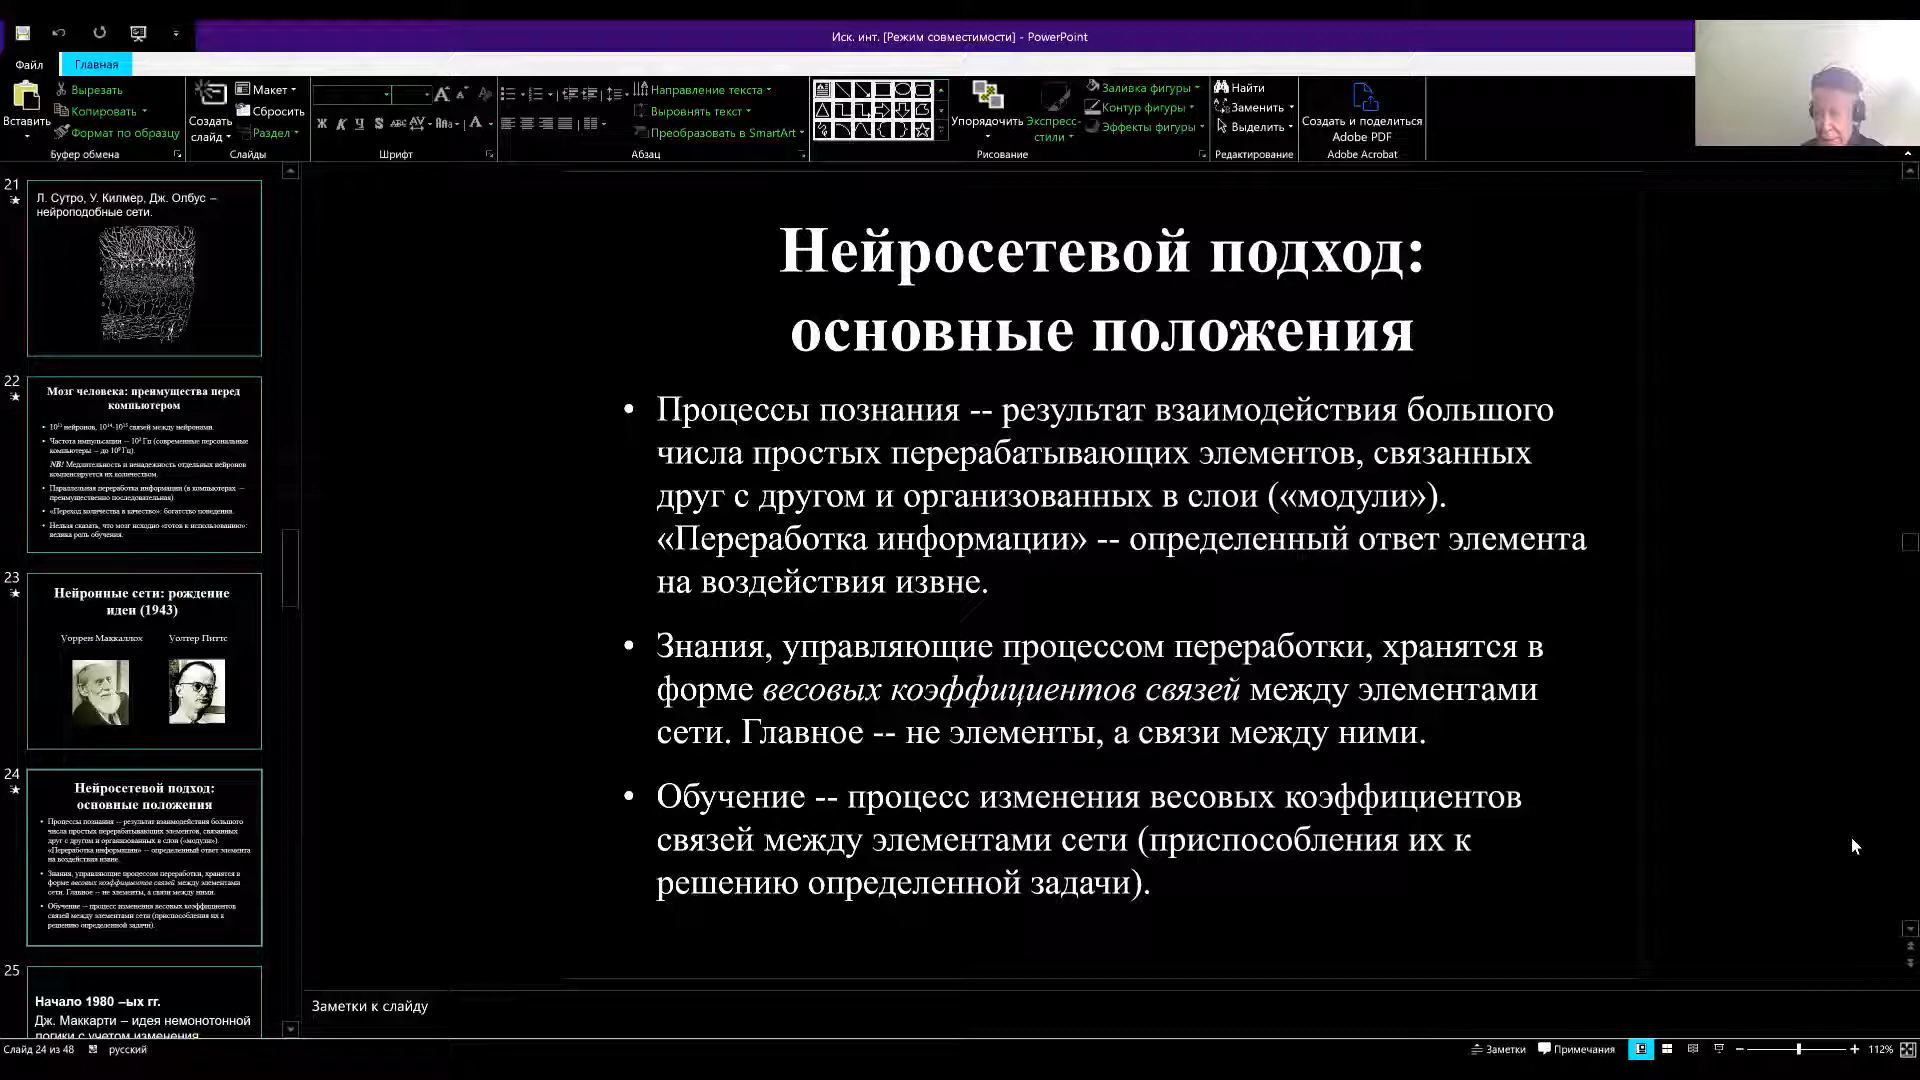 Иск. инт. [Режим совместимости] - PowerPoint
Файл
Главная
Вставить
Вырезать
Копировать
Формат по образцу
Буфер обмена
Создать слайд
Макет
Сбросить
Раздел
Слайды
Ж К Ч S abc AV Аа А
Шрифт
Направление текста
Выровнять текст
Преобразовать в SmartArt
Абзац
Упорядочить
Экспресс-стили
Заливка фигуры
Контур фигуры
Эффекты фигуры
Рисование
Найти
Заменить
Выделить
Редактирование
Создать и поделиться
Adobe PDF
Adobe Acrobat
21
Л. Сутро, У. Килмер, Дж. Олбус –
нейроподобные сети.
22
Мозг человека: преимущества перед
компьютером
• 10¹¹ нейронов, 10¹⁴-10¹⁵ связей между нейронами.
• Частота импульсации -- 10³ Гц (современные персональные
компьютеры – до 10⁹ Гц).
NB! Медлительность и ненадежность отдельных нейронов
компенсируется их количеством.
• Параллельная переработка информации (в компьютерах —
преимущественно последовательная).
• «Переход количества в качество»: богатство поведения.
• Нельзя сказать, что мозг исходно «готов к использованию»:
велика роль обучения.
23
Нейронные сети: рождение
идеи (1943)
Уоррен Маккаллох
Уолтер Питтс
24
Нейросетевой подход:
основные положения
• Процессы познания -- результат взаимодействия большого
числа простых перерабатывающих элементов, связанных
друг с другом и организованных в слои («модули»).
«Переработка информации» -- определенный ответ элемента
на воздействия извне.
• Знания, управляющие процессом переработки, хранятся в
форме весовых коэффициентов связей между элементами
сети. Главное -- не элементы, а связи между ними.
• Обучение -- процесс изменения весовых коэффициентов
связей между элементами сети (приспособления их к
решению определенной задачи).
25
Начало 1980 –ых гг.
Дж. Маккарти – идея немонотонной
логики с учетом изменения
Нейросетевой подход:
основные положения
• Процессы познания -- результат взаимодействия большого
числа простых перерабатывающих элементов, связанных
друг с другом и организованных в слои («модули»).
«Переработка информации» -- определенный ответ элемента
на воздействия извне.
• Знания, управляющие процессом переработки, хранятся в
форме весовых коэффициентов связей между элементами
сети. Главное -- не элементы, а связи между ними.
• Обучение -- процесс изменения весовых коэффициентов
связей между элементами сети (приспособления их к
решению определенной задачи).
Заметки к слайду
Слайд 24 из 48
русский
Заметки
Примечания
112%